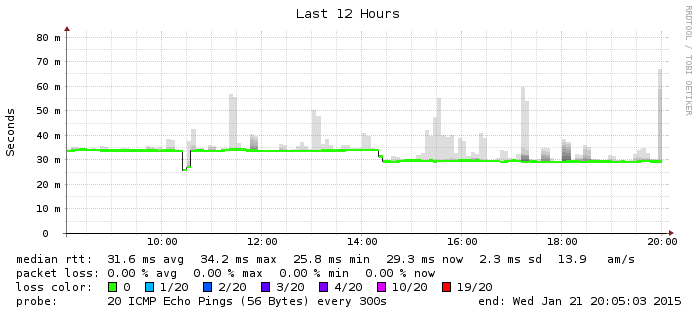 Last 12 Hours
RRDTOOL / TOBI OETIKER
Seconds
80 m
70 m
60 m
50 m
40 m
30 m
20 m
10 m
0
10:00 12:00 14:00 16:00 18:00 20:00
median rtt: 31.6 ms avg 34.2 ms max 25.8 ms min 29.3 ms now 2.3 ms sd 13.9 am/s
packet loss: 0.00 % avg 0.00 % max 0.00 % min 0.00 % now
loss color: 0 1/20 2/20 3/20 4/20 10/20 19/20
probe: 20 ICMP Echo Pings (56 Bytes) every 300s end: Wed Jan 21 20:05:03 2015